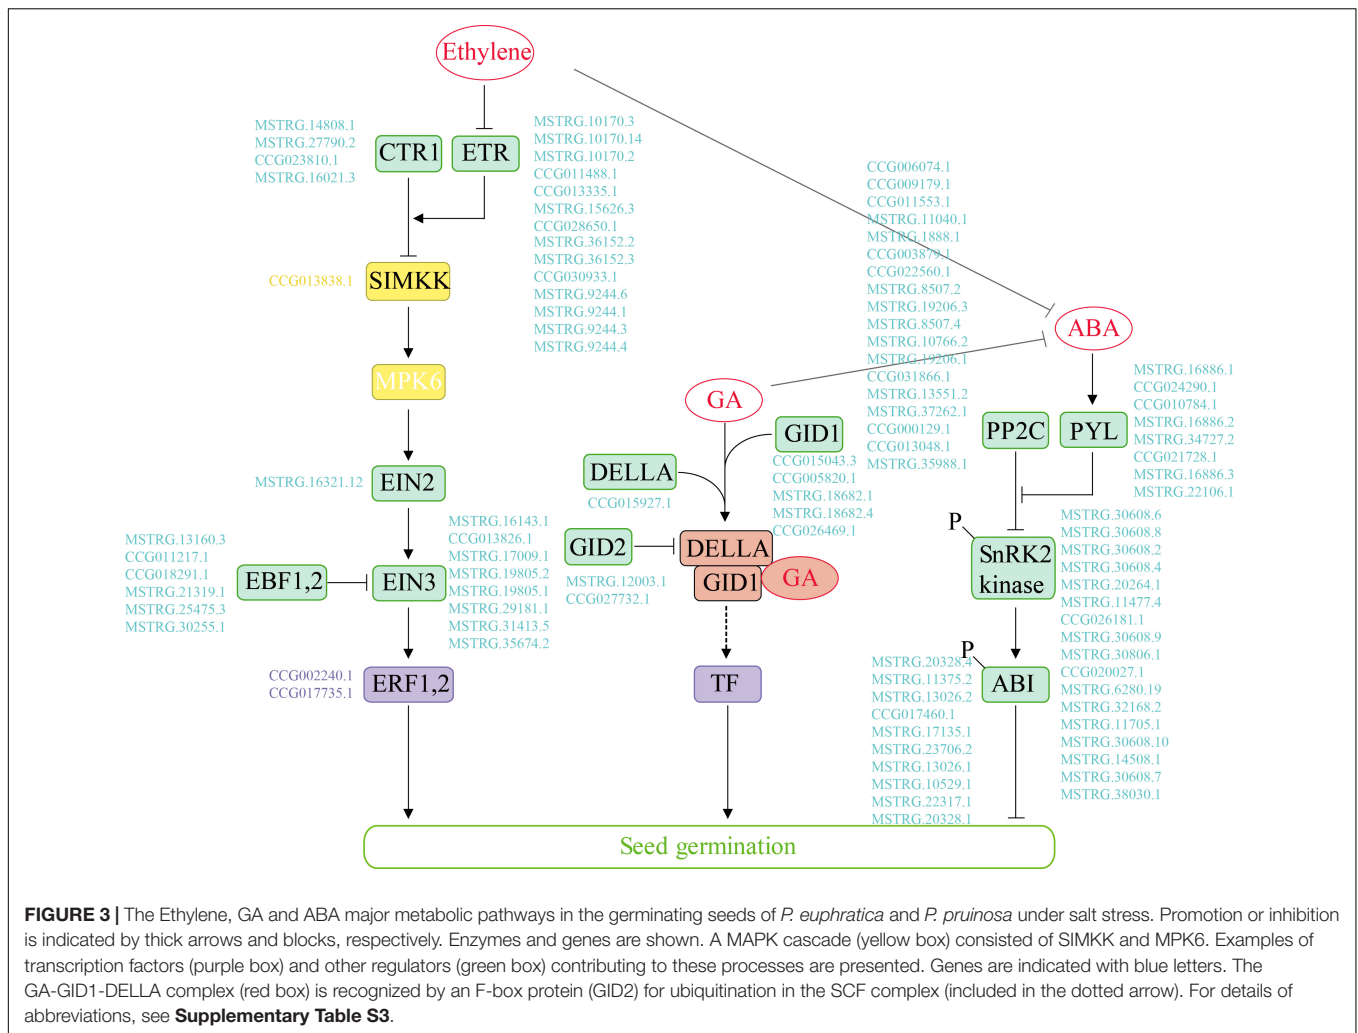 Ethylene
MSTRG.14808.1
MSTRG.27790.2
CCG023810.1
MSTRG.16021.3
CTR1
ETR
MSTRG.10170.3
MSTRG.10170.14
MSTRG.10170.2
CCG011488.1
CCG013335.1
MSTRG.15626.3
CCG028650.1
MSTRG.36152.2
MSTRG.36152.3
CCG030933.1
MSTRG.9244.6
MSTRG.9244.1
MSTRG.9244.3
MSTRG.9244.4
CCG013838.1
SIMKK
MPK6
MSTRG.16321.12
EIN2
MSTRG.13160.3
CCG011217.1
CCG018291.1
MSTRG.21319.1
MSTRG.25475.3
MSTRG.30255.1
EBF1,2
EIN3
MSTRG.16143.1
CCG013826.1
MSTRG.17009.1
MSTRG.19805.2
MSTRG.19805.1
MSTRG.29181.1
MSTRG.31413.5
MSTRG.35674.2
CCG002240.1
CCG017735.1
ERF1,2
GA
GID1
CCG015043.3
CCG005820.1
MSTRG.18682.1
MSTRG.18682.4
CCG026469.1
DELLA
CCG015927.1
GID2
MSTRG.12003.1
CCG027732.1
DELLA
GID1
GA
TF
CCG006074.1
CCG009179.1
CCG011553.1
MSTRG.11040.1
MSTRG.1888.1
CCG003879.1
CCG022560.1
MSTRG.8507.2
MSTRG.19206.3
MSTRG.8507.4
MSTRG.10766.2
MSTRG.19206.1
CCG031866.1
MSTRG.13551.2
MSTRG.37262.1
CCG000129.1
CCG013048.1
MSTRG.35988.1
ABA
PP2C
PYL
MSTRG.16886.1
CCG024290.1
CCG010784.1
MSTRG.16886.2
MSTRG.34727.2
CCG021728.1
MSTRG.16886.3
MSTRG.22106.1
P
SnRK2
kinase
MSTRG.30608.6
MSTRG.30608.8
MSTRG.30608.2
MSTRG.30608.4
MSTRG.20264.1
MSTRG.11477.4
CCG026181.1
MSTRG.30608.9
MSTRG.30806.1
CCG020027.1
MSTRG.6280.19
MSTRG.32168.2
MSTRG.11705.1
MSTRG.30608.10
MSTRG.14508.1
MSTRG.30608.7
MSTRG.38030.1
P
ABI
MSTRG.20328.4
MSTRG.11375.2
MSTRG.13026.2
CCG017460.1
MSTRG.17135.1
MSTRG.23706.2
MSTRG.13026.1
MSTRG.10529.1
MSTRG.22317.1
MSTRG.20328.1
Seed germination
FIGURE 3 | The Ethylene, GA and ABA major metabolic pathways in the germinating seeds of P. euphratica and P. pruinosa under salt stress. Promotion or inhibition
is indicated by thick arrows and blocks, respectively. Enzymes and genes are shown. A MAPK cascade (yellow box) consisted of SIMKK and MPK6. Examples of
transcription factors (purple box) and other regulators (green box) contributing to these processes are presented. Genes are indicated with blue letters. The
GA-GID1-DELLA complex (red box) is recognized by an F-box protein (GID2) for ubiquitination in the SCF complex (included in the dotted arrow). For details of
abbreviations, see Supplementary Table S3.